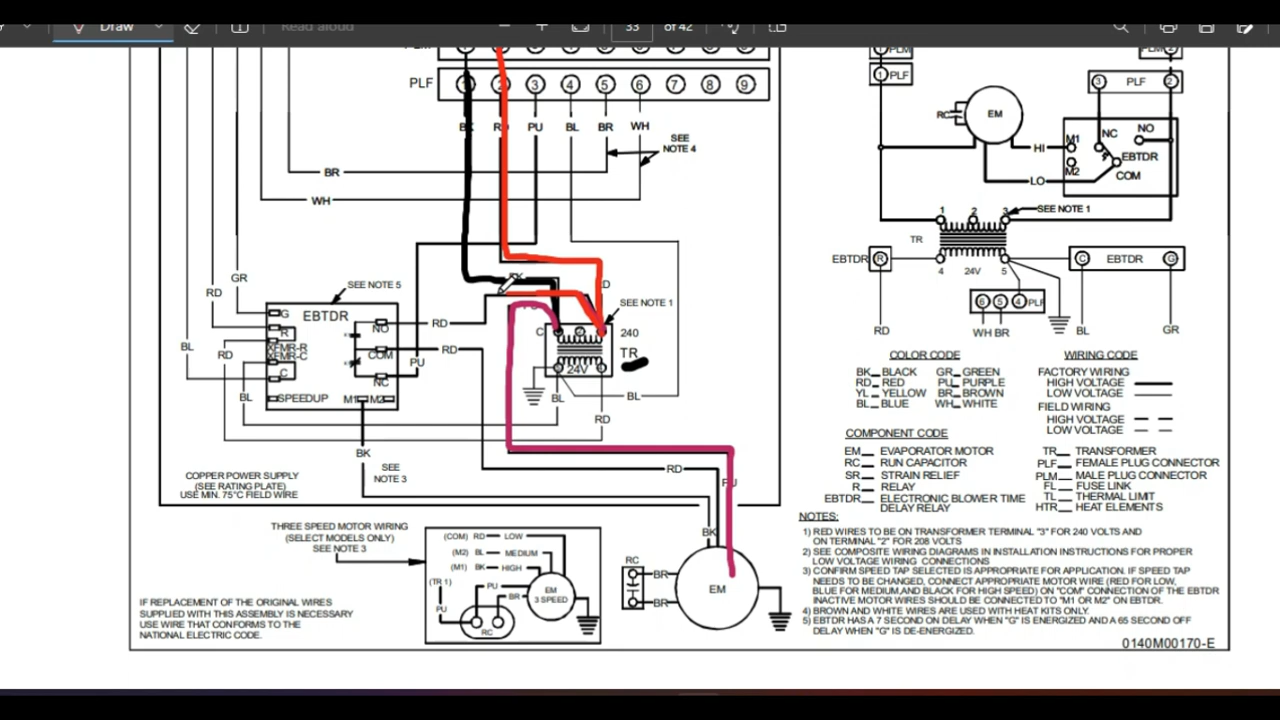 Draw
Read aloud
33 of 42
PLF 1 2 3 4 5 6 7 8 9
BK RD PU BL BR WH
SEE
NOTE 4
BR
WH
GR
RD
BL
RD
SEE NOTE 5
EBTDR
G
R
XFMR-R
XFMR-C
C
SPEEDUP
NO
COM
NC
M1 M2
RD
RD
PU
BL
BK
SEE
NOTE 3
SEE NOTE 1
C 2 240
TR
24V
BL
BL
RD
RD
BK
COPPER POWER SUPPLY
(SEE RATING PLATE)
USE MIN. 75°C FIELD WIRE
THREE SPEED MOTOR WIRING
(SELECT MODELS ONLY)
SEE NOTE 3
(COM) RD LOW
(M2) BL MEDIUM
(M1) BK HIGH
(TR 1) PU
BR
PU
EM
3 SPEED
RC
RC
BR
BR
EM
IF REPLACEMENT OF THE ORIGINAL WIRES
SUPPLIED WITH THIS ASSEMBLY IS NECESSARY
USE WIRE THAT CONFORMS TO THE
NATIONAL ELECTRIC CODE.
PLM
1 PLF
3 PLF 2
RC
EM
HI
LO
M1
M2
NC
NO
EBTDR
COM
1 2 3
SEE NOTE 1
TR
4 24V 5
EBTDR R
C EBTDR G
6 5 4 PLF
RD
WH BR
BL
GR
COLOR CODE
BK BLACK GR GREEN
RD RED PU PURPLE
YL YELLOW BR BROWN
BL BLUE WH WHITE
WIRING CODE
FACTORY WIRING
HIGH VOLTAGE
LOW VOLTAGE
FIELD WIRING
HIGH VOLTAGE
LOW VOLTAGE
COMPONENT CODE
EM EVAPORATOR MOTOR
RC RUN CAPACITOR
SR STRAIN RELIEF
R RELAY
EBTDR ELECTRONIC BLOWER TIME
DELAY RELAY
TR TRANSFORMER
PLF FEMALE PLUG CONNECTOR
PLM MALE PLUG CONNECTOR
FL FUSE LINK
TL THERMAL LIMIT
HTR HEAT ELEMENTS
NOTES:
1) RED WIRES TO BE ON TRANSFORMER TERMINAL "3" FOR 240 VOLTS AND
ON TERMINAL "2" FOR 208 VOLTS
2) SEE COMPOSITE WIRING DIAGRAMS IN INSTALLATION INSTRUCTIONS FOR PROPER
LOW VOLTAGE WIRING CONNECTIONS
3) CONFIRM SPEED TAP SELECTED IS APPROPRIATE FOR APPLICATION. IF SPEED TAP
NEEDS TO BE CHANGED, CONNECT APPROPRIATE MOTOR WIRE (RED FOR LOW,
BLUE FOR MEDIUM,AND BLACK FOR HIGH SPEED) ON "COM" CONNECTION OF THE EBTDR
INACTIVE MOTOR WIRES SHOULD BE CONNECTED TO "M1 OR M2" ON EBTDR.
4) BROWN AND WHITE WIRES ARE USED WITH HEAT KITS ONLY.
5) EBTDR HAS A 7 SECOND ON DELAY WHEN "G" IS ENERGIZED AND A 65 SECOND OFF
DELAY WHEN "G" IS DE-ENERGIZED.
0140M00170-E